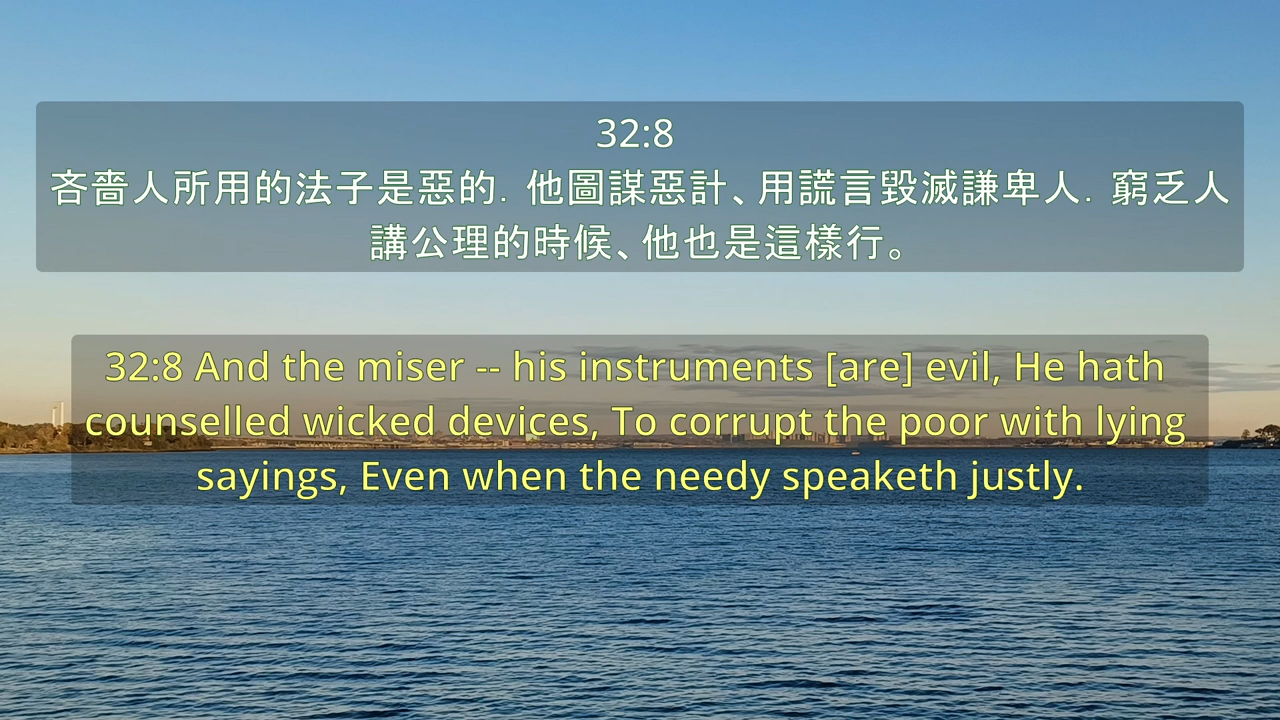 32:8
吝嗇人所用的法子是惡的．他圖謀惡計、用謊言毀滅謙卑人．窮乏人
講公理的時候、他也是這樣行。
32:8 And the miser -- his instruments [are] evil, He hath
counselled wicked devices, To corrupt the poor with lying
sayings, Even when the needy speaketh justly.